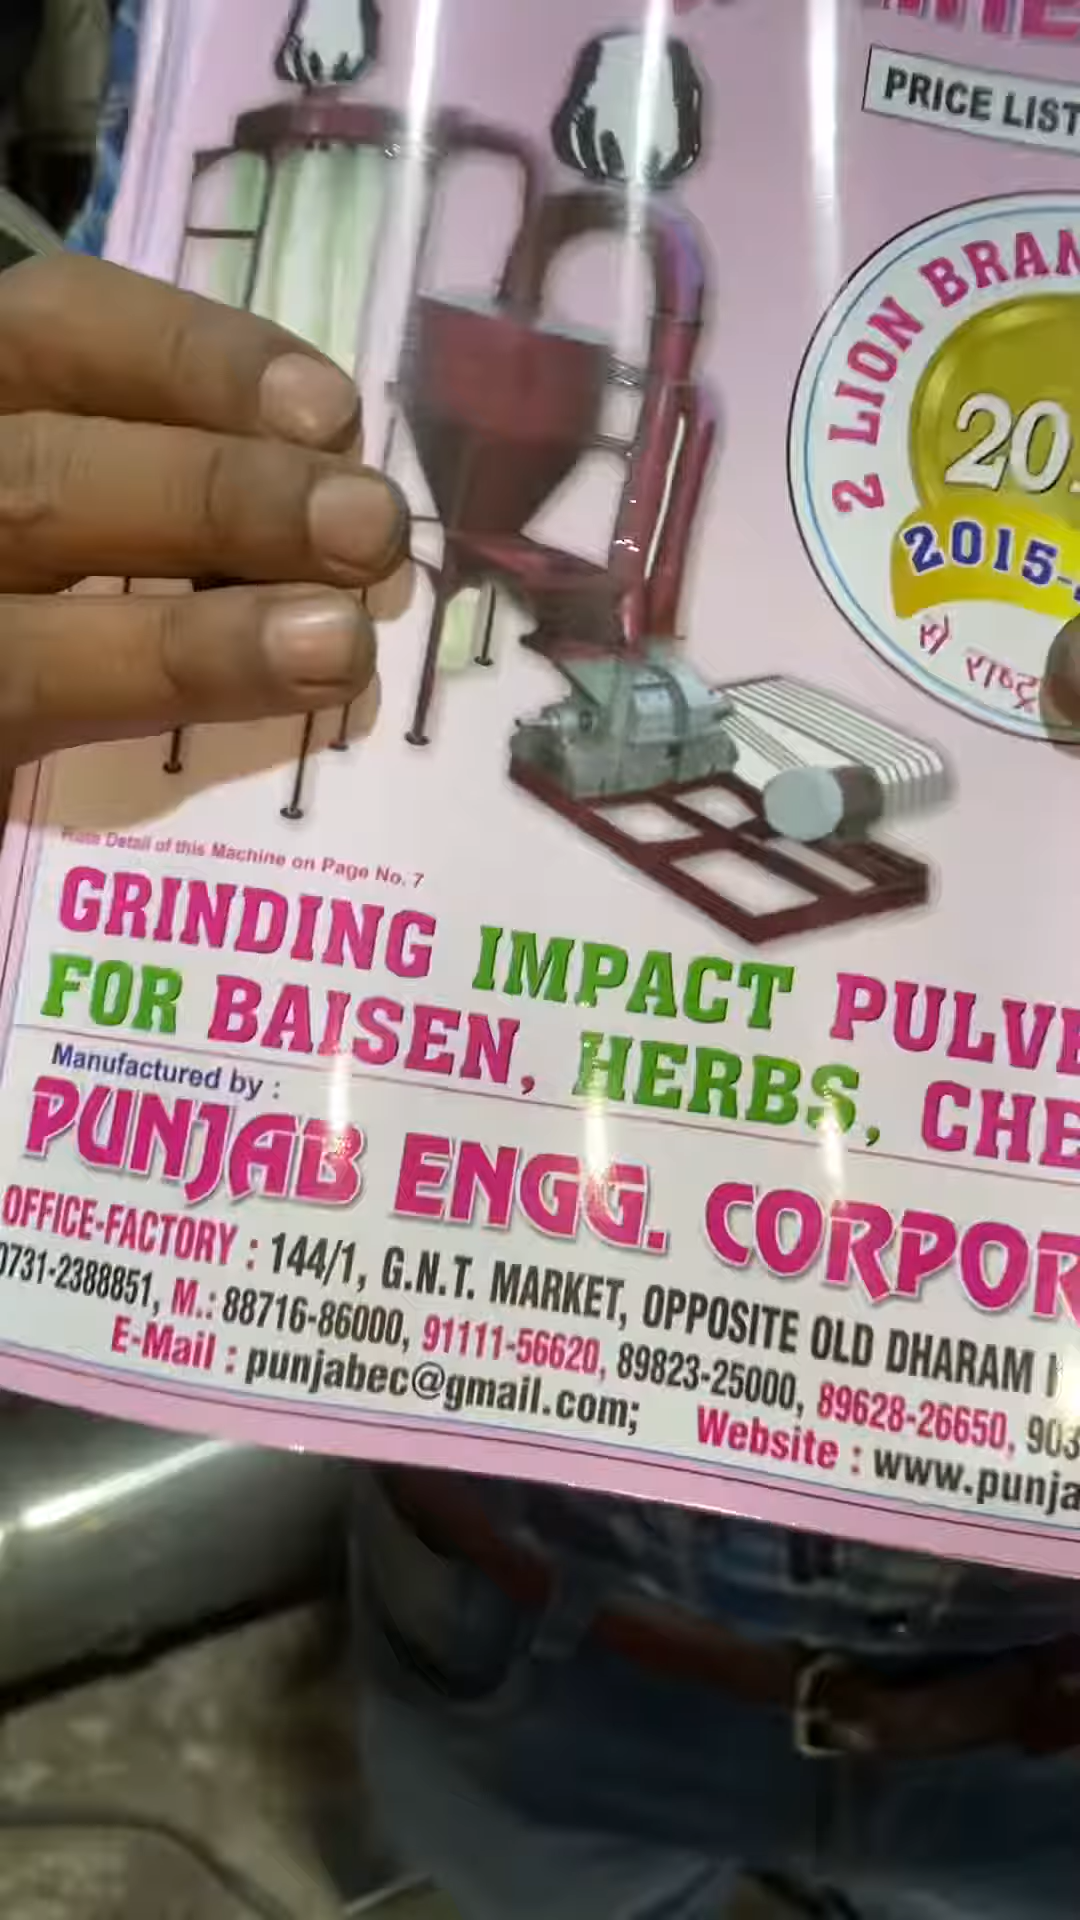 PRICE LIST
2 LION BRAN
20
2015-
Rate Detail of this Machine on Page No. 7
GRINDING IMPACT PULVE
FOR BAISEN, HERBS, CHE
Manufactured by :
PUNJAB ENGG. CORPOR
OFFICE-FACTORY : 144/1, G.N.T. MARKET, OPPOSITE OLD DHARAM
0731-2388851, M.: 88716-86000, 91111-56620, 89823-25000, 89628-26650, 903
E-Mail : punjabec@gmail.com; Website : www.punja